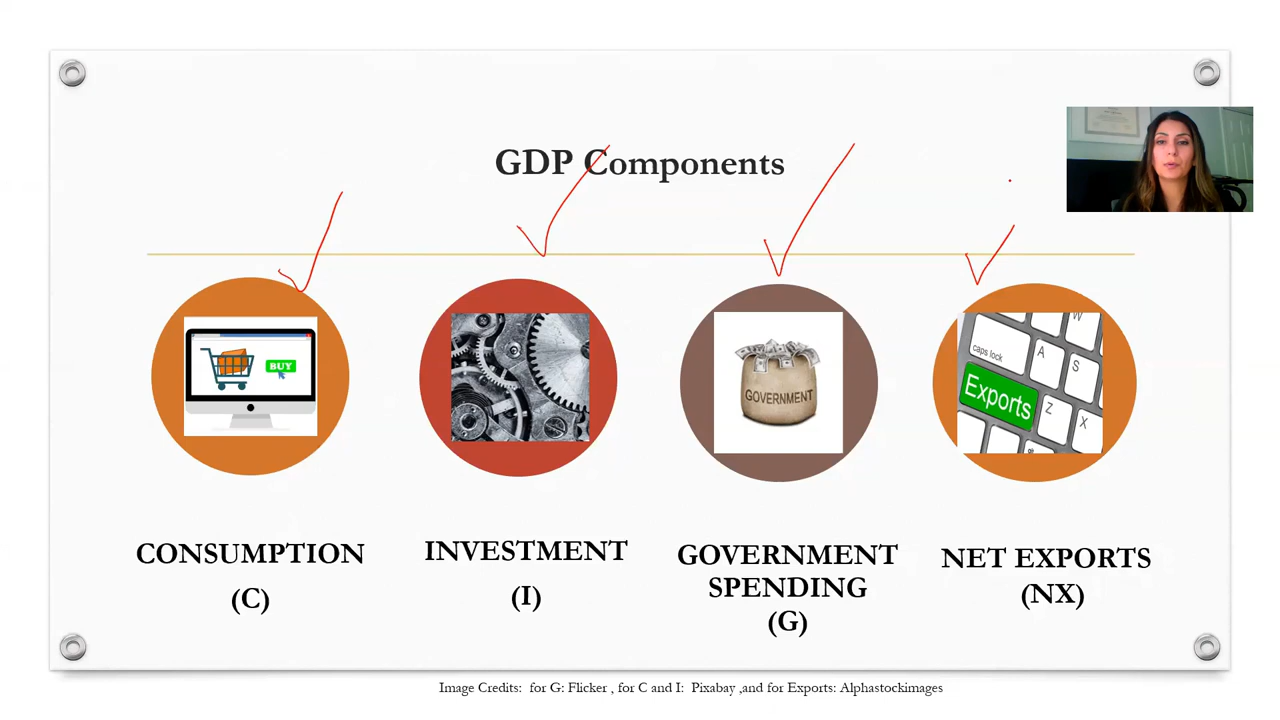 GDP Components
BUY
GOVERNMENT
caps lock
A
S
W
Exports
Z
X
CONSUMPTION
(C)
INVESTMENT
(I)
GOVERNMENT
SPENDING
(G)
NET EXPORTS
(NX)
Image Credits: for G: Flicker , for C and I: Pixabay ,and for Exports: Alphastockimages